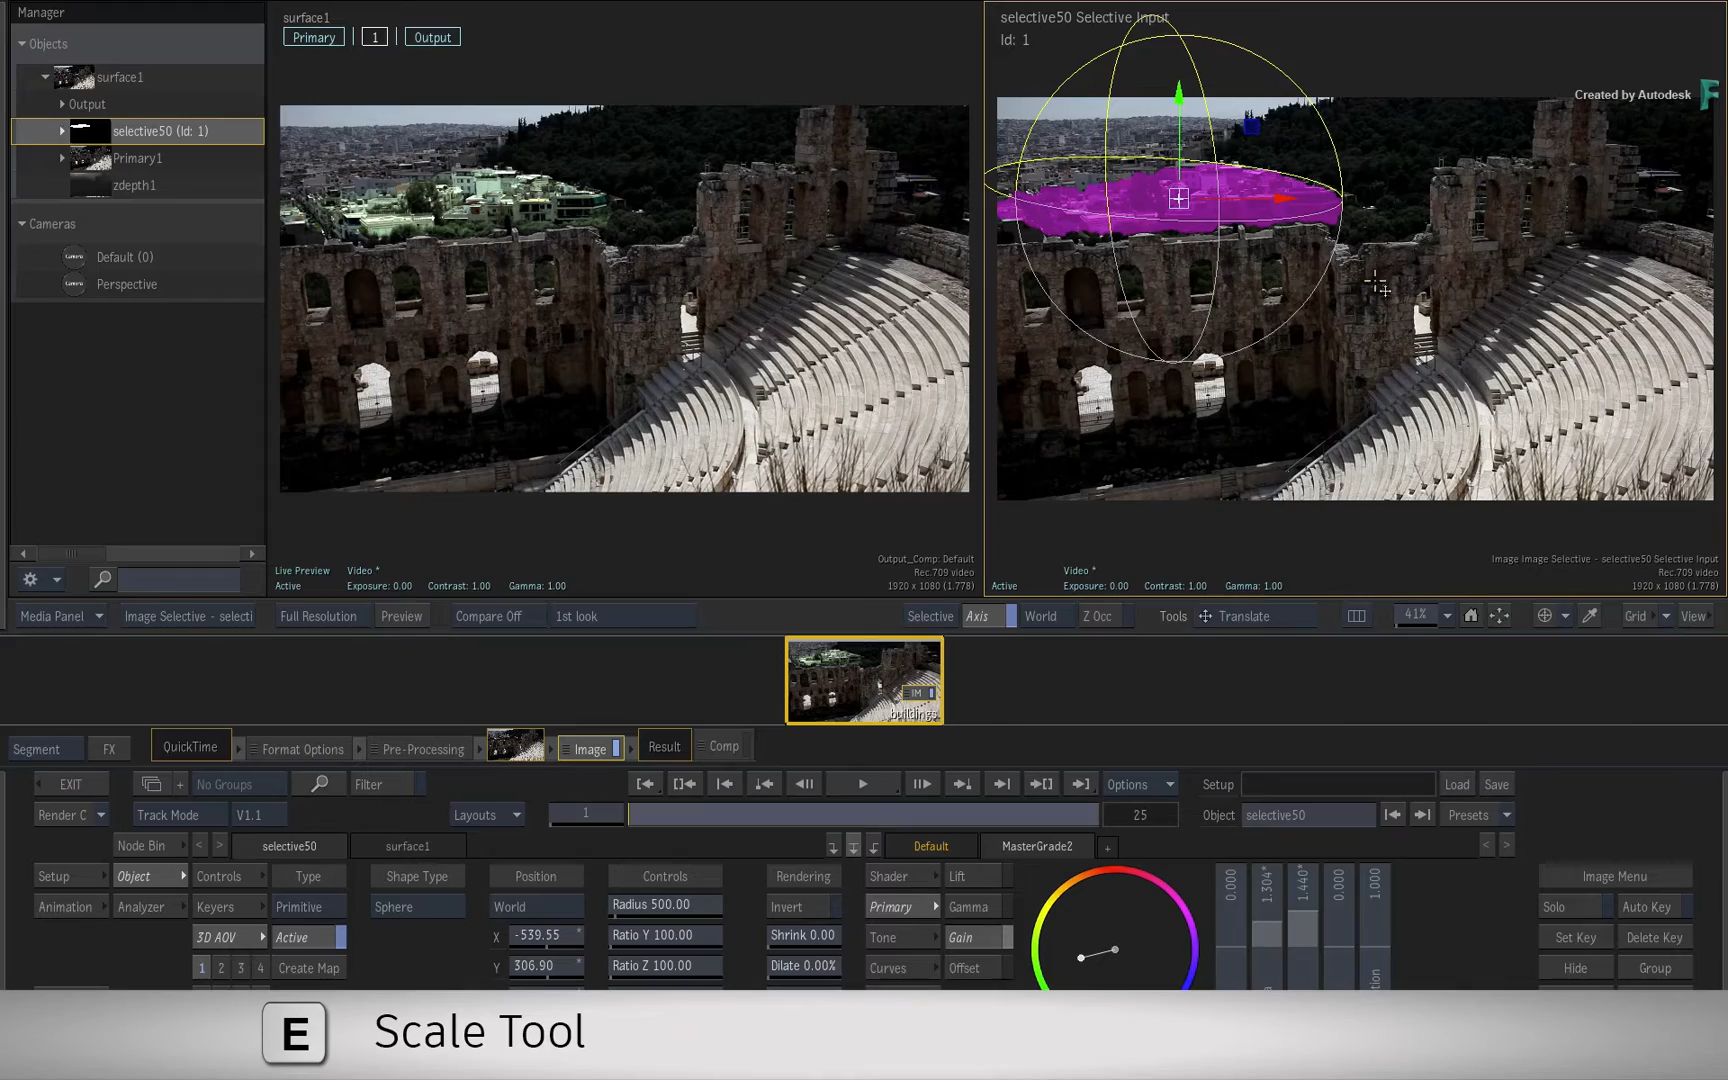 Manager
Objects
surface1
Output
selective50 (Id: 1)
Primary1
zdepth1
Cameras
Default (0)
Perspective
surface1
Primary 1 Output
selective50 Selective Input
Id: 1
Created by Autodesk
Live Preview Video *
Active Exposure: 0.00 Contrast: 1.00 Gamma: 1.00
Output_Comp: Default
Rec.709 video
1920 x 1080 (1.778)
Video *
Active Exposure: 0.00 Contrast: 1.00 Gamma: 1.00
Image Image Selective - selective50 Selective Input
Rec.709 video
1920 x 1080 (1.778)
Media Panel Image Selective - selecti Full Resolution Preview Compare Off 1st look Selective Axis World Z Occ Tools Translate 41% Grid View
IM
buildings
Segment FX QuickTime Format Options Pre-Processing Image Result Comp
EXIT + No Groups Filter Options Setup Load Save
Render C Track Mode V1.1 Layouts 1 25 Object selective50 Presets
Node Bin < > selective50 surface1 Default MasterGrade2 + < >
Setup Object Controls Type Shape Type Position Controls Rendering Shader Lift Image Menu
Animation Analyzer Keyers Primitive Sphere World Radius 500.00 Invert Primary Gamma Solo Auto Key
3D AOV Active X -539.55 * Ratio Y 100.00 Shrink 0.00 Tone Gain Set Key Delete Key
1 2 3 4 Create Map Y 306.90 * Ratio Z 100.00 Dilate 0.00% Curves Offset Hide Group
0.000 1.304* 1.440* 0.000 1.000
E Scale Tool